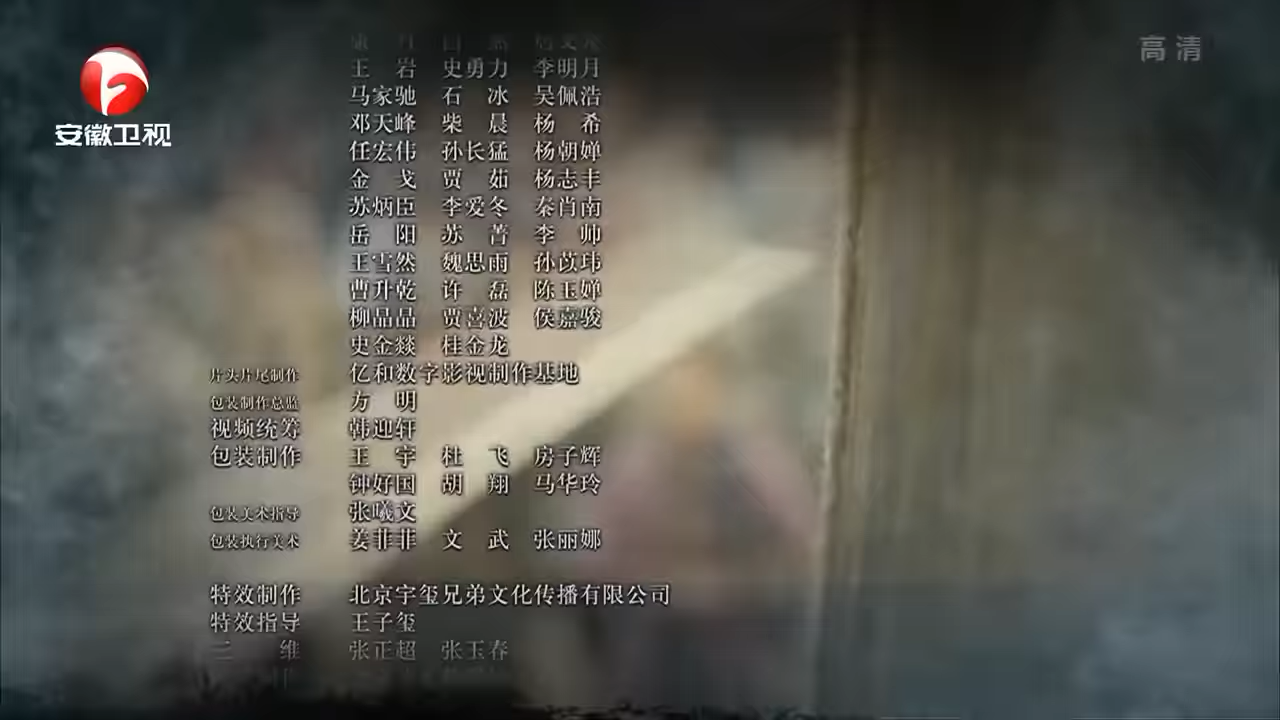 高清
安徽卫视
王岩 史勇力 李明月
马家驰 石冰 吴佩浩
邓天峰 柴晨 杨希
任宏伟 孙长猛 杨朝婵
金戈 贾茹 杨志丰
苏炳臣 李爱冬 秦肖南
岳阳 苏菁 李帅
王雪然 魏思雨 孙苡玮
曹升乾 许磊 陈玉婵
柳晶晶 贾喜波 侯嘉骏
史金燚 桂金龙
片头片尾制作 亿和数字影视制作基地
包装制作总监 方明
视频统筹 韩迎轩
包装制作 王宇 杜飞 房子辉
钟好国 胡翔 马华玲
包装美术指导 张曦文
包装执行美术 姜菲菲 文武 张丽娜
特效制作 北京宇玺兄弟文化传播有限公司
特效指导 王子玺
二维 张正超 张玉春